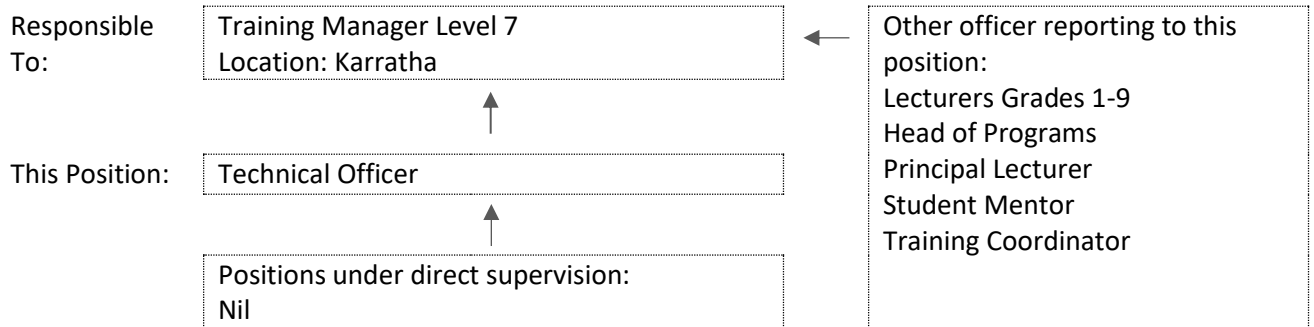 Responsible To:
Training Manager Level 7
Location: Karratha
Other officer reporting to this
position:
Lecturers Grades 1-9
Head of Programs
Principal Lecturer
Student Mentor
Training Coordinator
This Position:
Technical Officer
Positions under direct supervision:
Nil